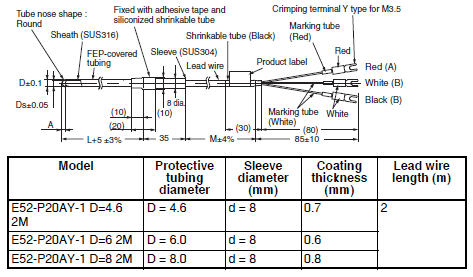 Tube nose shape :
Round
Sheath (SUS316)
FEP-covered
tubing
Fixed with adhesive tape and
siliconized shrinkable tube
Sleeve (SUS304)
Lead wire
Shrinkable tube (Black)
Product label
Crimping terminal Y type for M3.5
Marking tube
(Red)
Red
Red (A)
White (B)
Black (B)
Marking tube
(White)
White
D±0.1
Ds±0.05
A
(10)
(20)
8 dia.
(10)
(30)
(80)
L+5 ±3%
35
M±4%
85±10
Model
Protective
tubing
diameter
Sleeve
diameter
(mm)
Coating
thickness
(mm)
Lead wire
length (m)
E52-P20AY-1 D=4.6
2M
D = 4.6
d = 8
0.7
2
E52-P20AY-1 D=6 2M
D = 6.0
d = 8
0.6
E52-P20AY-1 D=8 2M
D = 8.0
d = 8
0.8